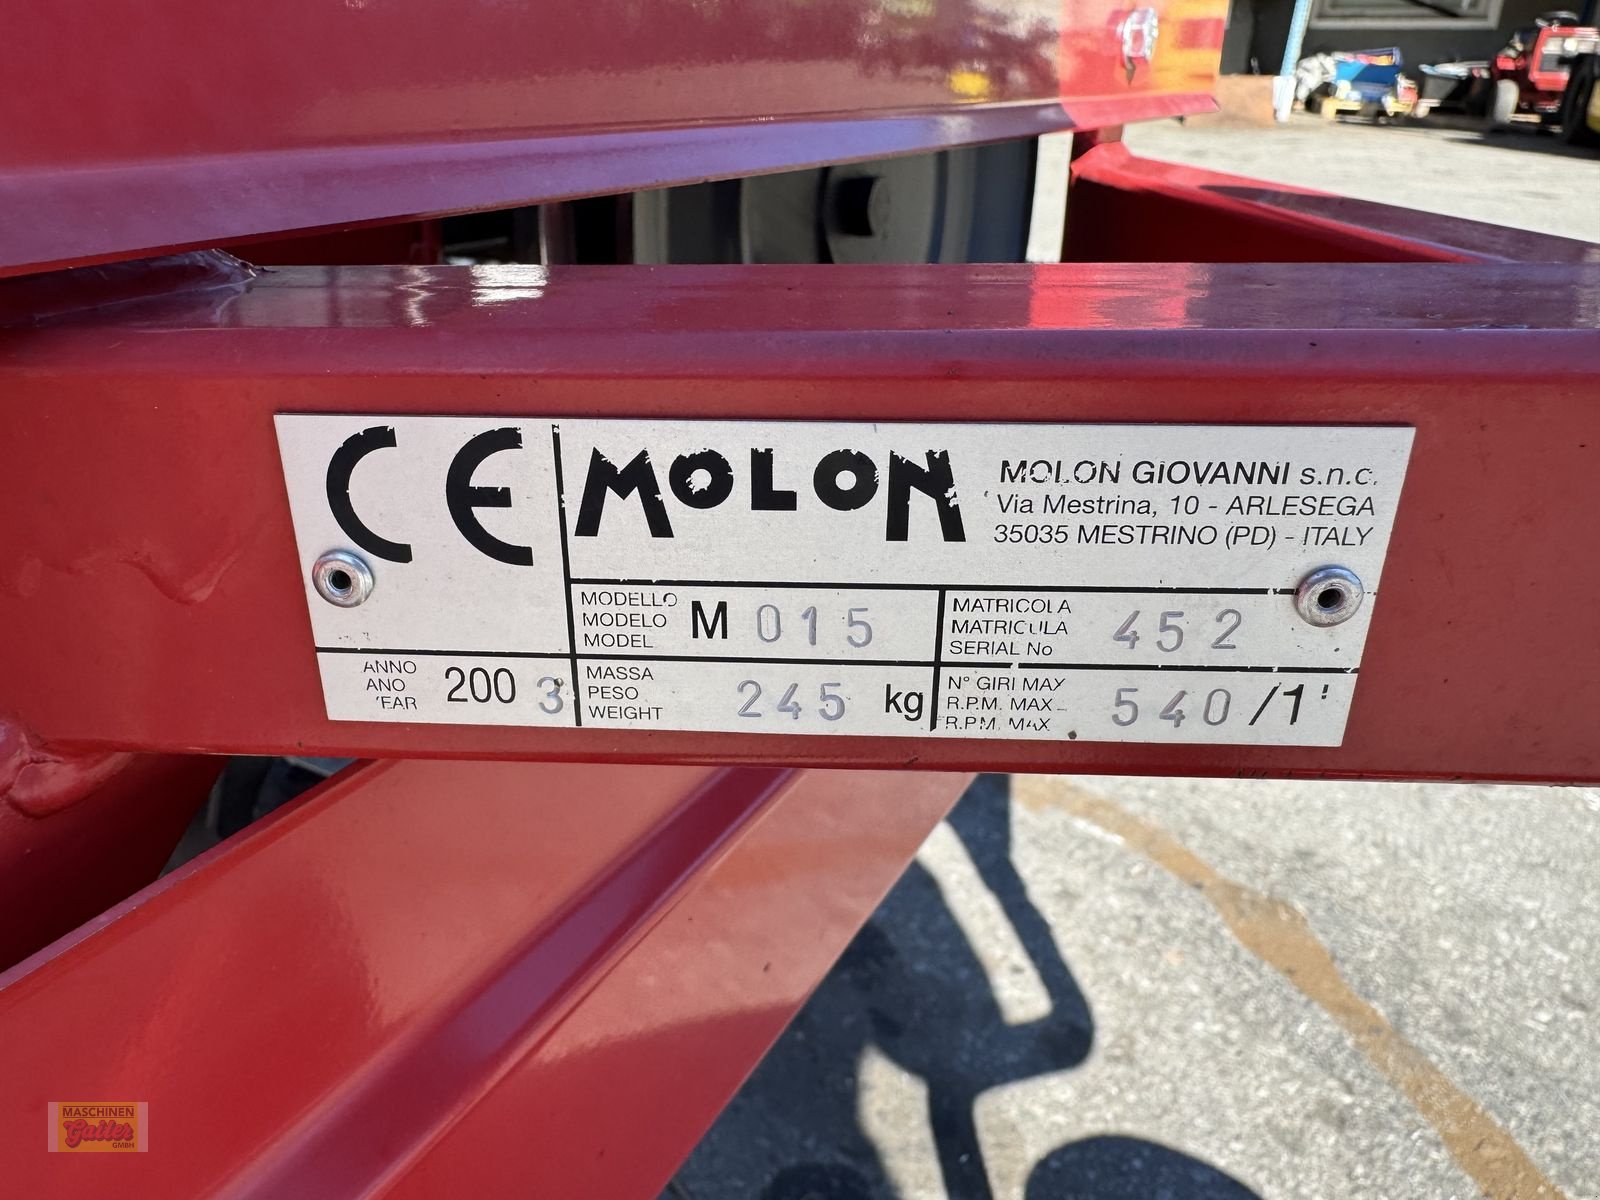 CE
MOLON
MOLON GIOVANNI s.n.c.
Via Mestrina, 10 - ARLESEGA
35035 MESTRINO (PD) - ITALY
MODELLO
MODELO
MODEL
M 015
MATRICOLA
MATRICULA
SERIAL No
452
ANNO
ANO
YEAR
2003
MASSA
PESO
WEIGHT
245 kg
N° GIRI MAX
R.P.M. MAX
R.P.M. MAX
540 /1'
MASCHINEN
Gailer
GMBH